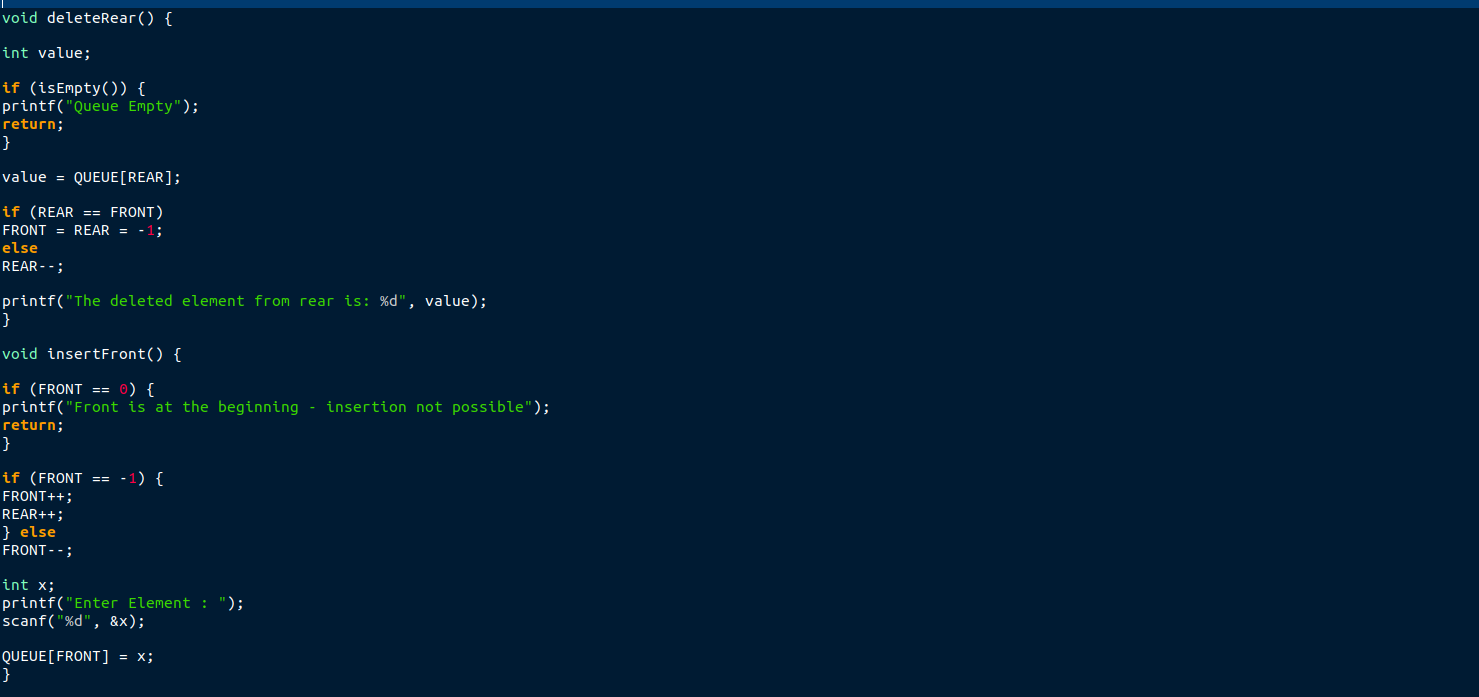 void deleteRear() {
int value;
if (isEmpty()) {
printf("Queue Empty");
return;
}
value = QUEUE[REAR];
if (REAR == FRONT)
FRONT = REAR = -1;
else
REAR--;
printf("The deleted element from rear is: %d", value);
}
void insertFront() {
if (FRONT == 0) {
printf("Front is at the beginning - insertion not possible");
return;
}
if (FRONT == -1) {
FRONT++;
REAR++;
} else
FRONT--;
int x;
printf("Enter Element : ");
scanf("%d", &x);
QUEUE[FRONT] = x;
}